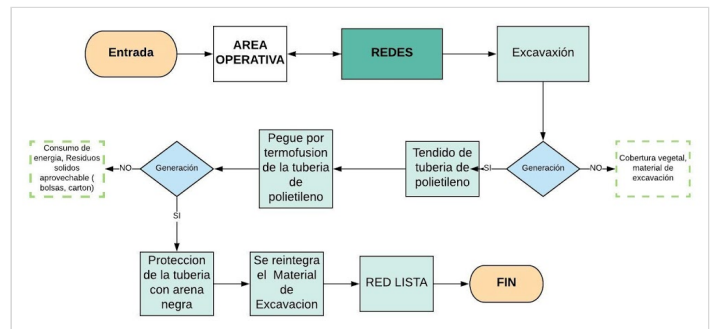 Entrada
AREA
OPERATIVA
REDES
Excavaxión
Consumo de
energia, Residuos
solidos
aprovechable (
bolsas, carton)
NO
Generación
Pegue por
termofusion
de la tuberia
de
polietileno
Tendido de
tuberia de
polietileno
SI
Generación
NO
Cobertura vegetal,
material de
excavación
SI
Proteccion
de la tuberia
con arena
negra
Se reintegra
el Material
de
Excavacion
RED LISTA
FIN